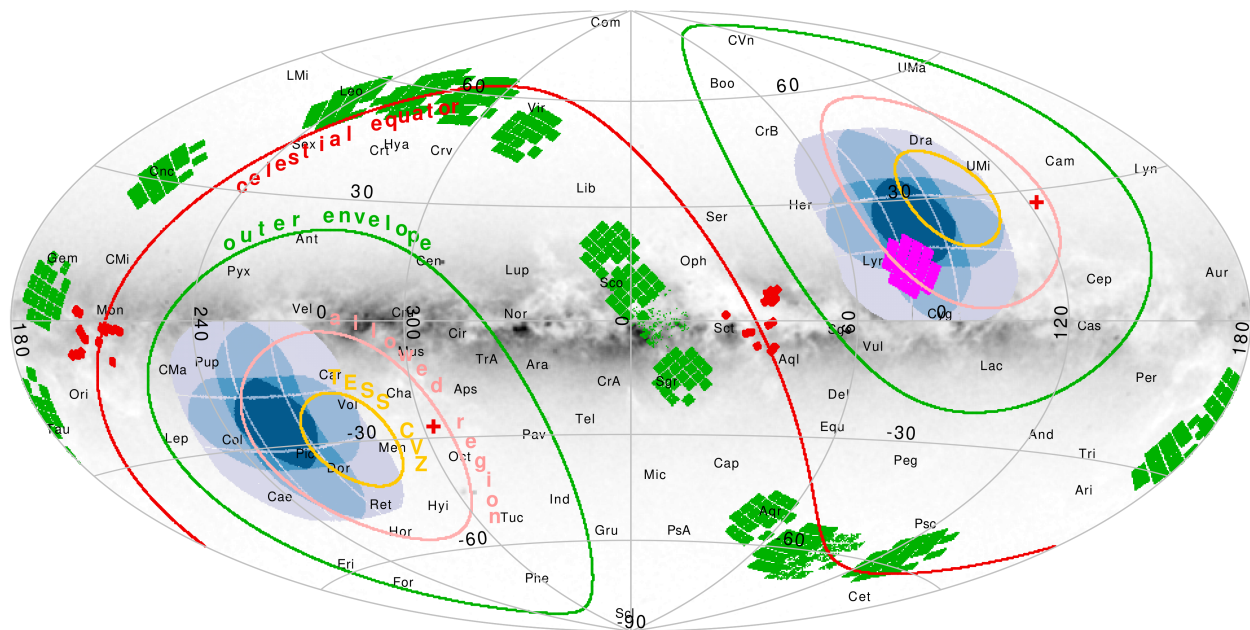 Com
CVn
UMa
LMi
Leo
60
Boo
60
Vir
celestial equator
CrB
Dra
Sex
Crt
Hya
Crv
UMi
Cam
Lyn
Cnc
30
Lib
30
Her
Ser
outer envelope
Ant
Gem
CMi
Pyx
Cen
Lup
Oph
Lyr
Sco
Cep
Aur
Mon
Vel
0
Cru
Nor
Cyg
0
180
240
300
Cir
0
Sct
Sge
60
120
Cas
180
allowed region
Mus
TrA
Ara
Aql
Vul
CMa
Pup
Car
Cha
Aps
CrA
Sgr
Lac
Per
TESS CVZ
Ori
Vol
Tel
Del
Tau
Lep
Col
-30
Men
Pav
Equ
-30
And
Pic
Dor
Oct
Cap
Peg
Tri
Mic
Cae
Ret
Hyi
Ind
Ari
Tuc
Aqr
Hor
-60
Gru
PsA
-60
Psc
Eri
For
Phe
Cet
Scl
-90